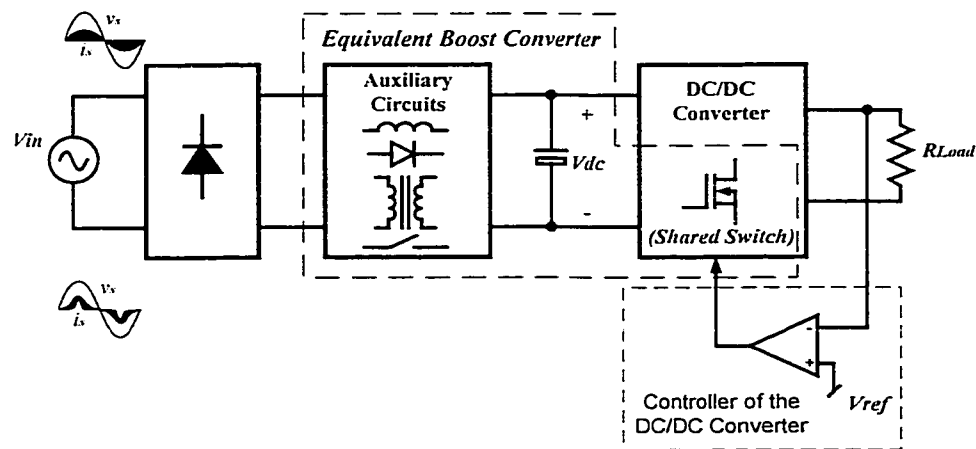 vs
is
Equivalent Boost Converter
Auxiliary
Circuits
DC/DC
Converter
Vin
+
Vdc
-
RLoad
(Shared Switch)
vs
is
-
+
Vref
Controller of the
DC/DC Converter